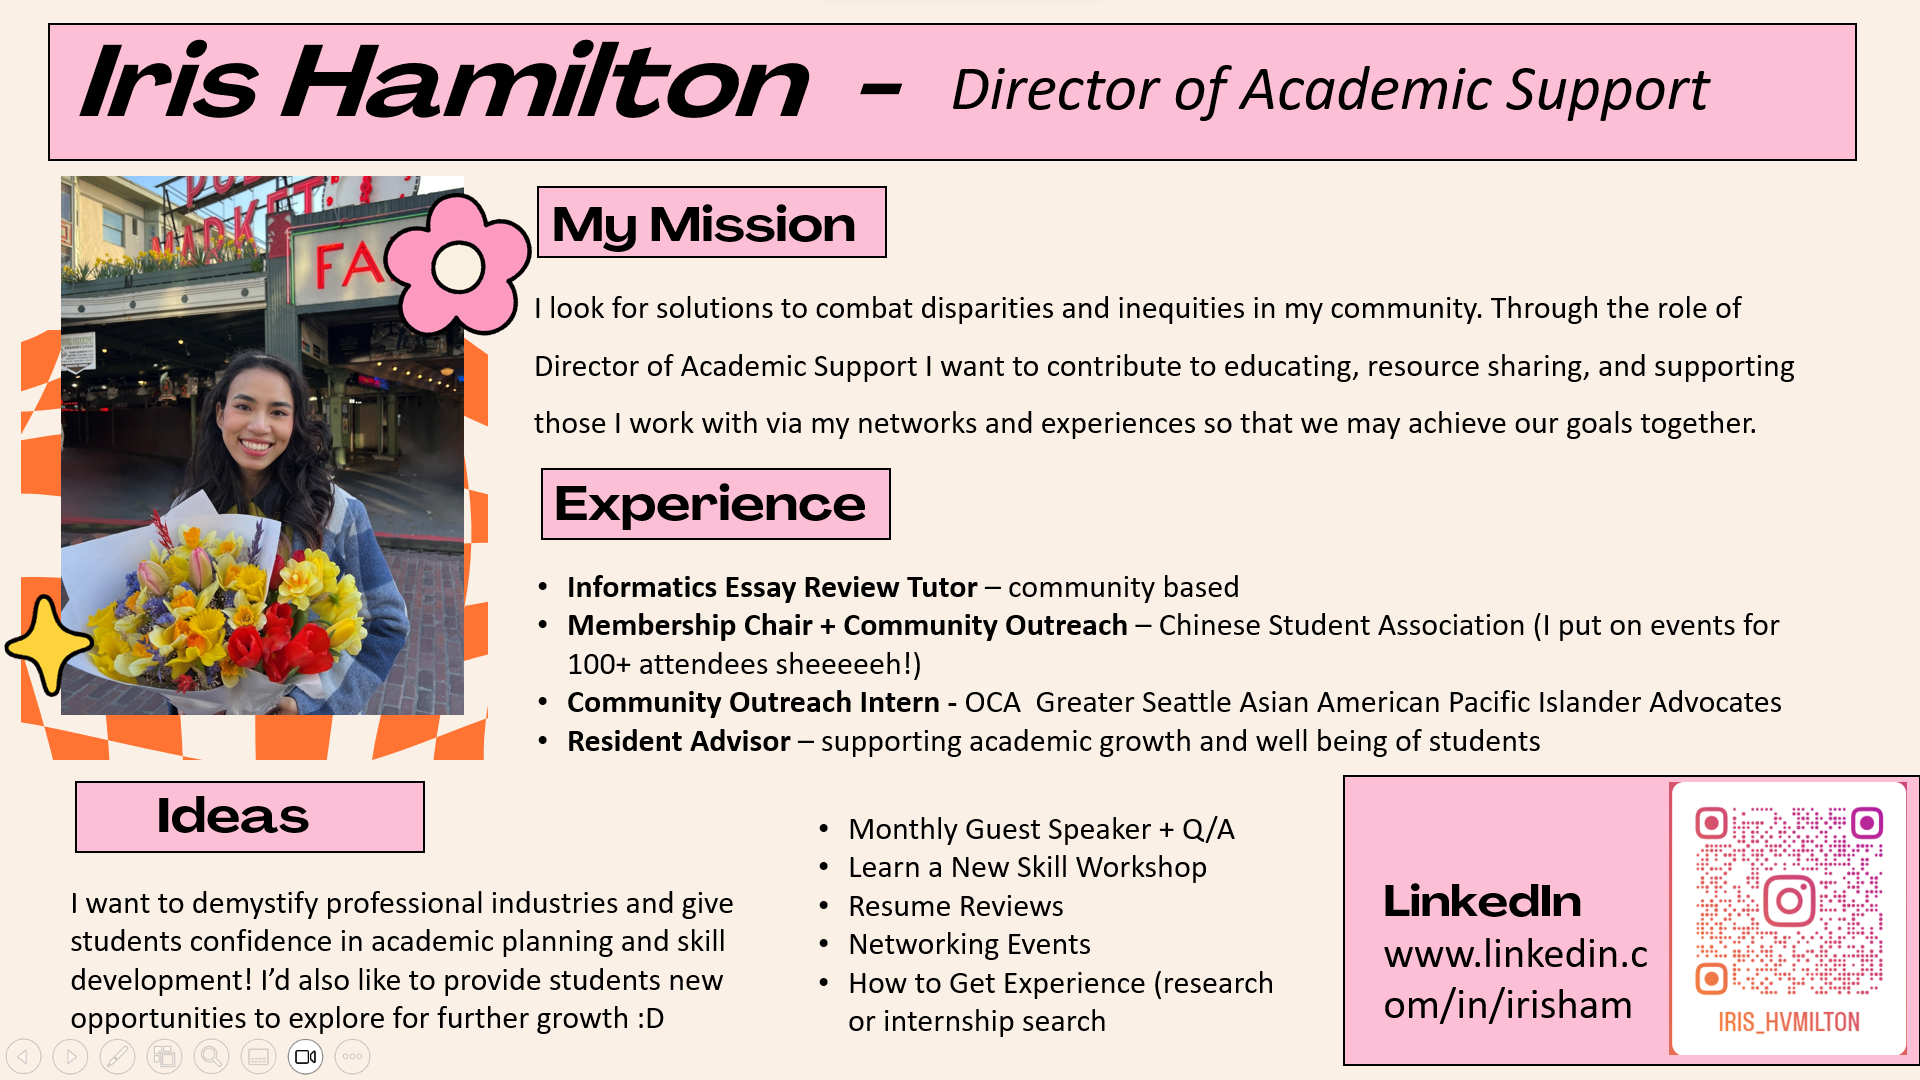 Iris Hamilton - Director of Academic Support
MARKET
FA
My Mission
I look for solutions to combat disparities and inequities in my community. Through the role of
Director of Academic Support I want to contribute to educating, resource sharing, and supporting
those I work with via my networks and experiences so that we may achieve our goals together.
Experience
• Informatics Essay Review Tutor – community based
• Membership Chair + Community Outreach – Chinese Student Association (I put on events for
100+ attendees sheeeeeh!)
• Community Outreach Intern - OCA  Greater Seattle Asian American Pacific Islander Advocates
• Resident Advisor – supporting academic growth and well being of students
Ideas
I want to demystify professional industries and give
students confidence in academic planning and skill
development! I’d also like to provide students new
opportunities to explore for further growth :D
• Monthly Guest Speaker + Q/A
• Learn a New Skill Workshop
• Resume Reviews
• Networking Events
• How to Get Experience (research
or internship search
LinkedIn
www.linkedin.c
om/in/irisham
IRIS_HVMILTON